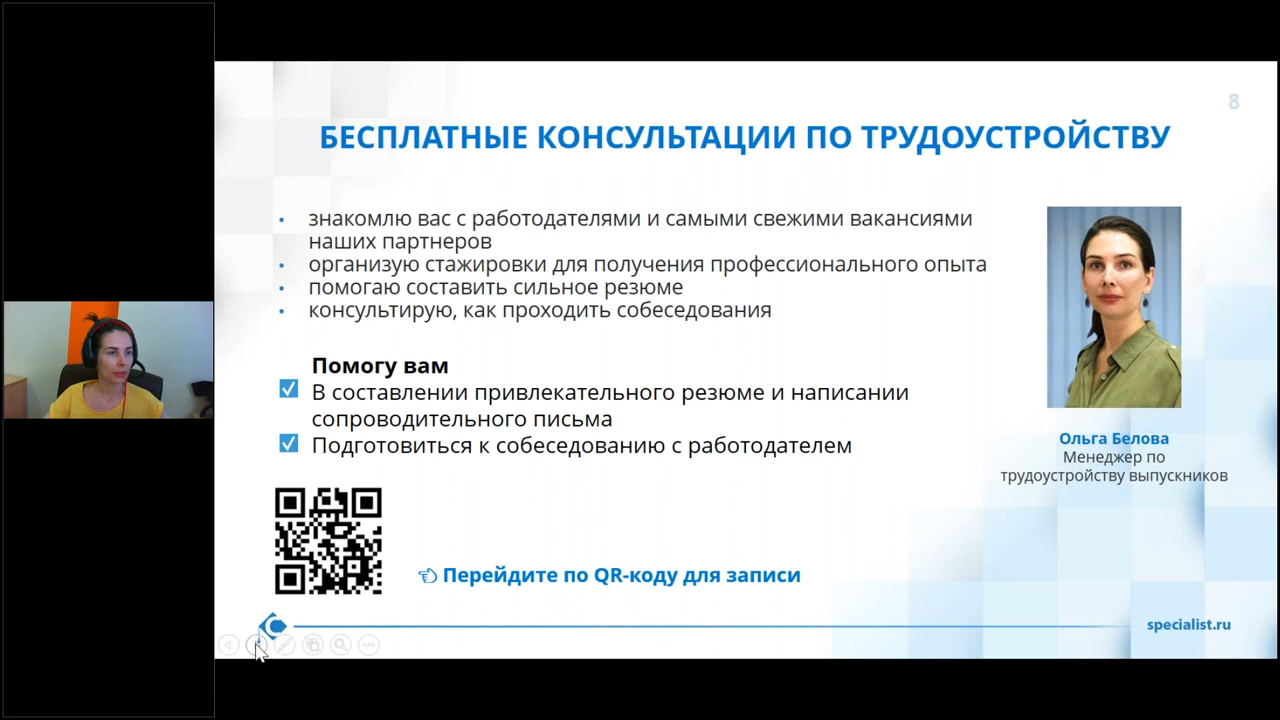 8
БЕСПЛАТНЫЕ КОНСУЛЬТАЦИИ ПО ТРУДОУСТРОЙСТВУ
• знакомлю вас с работодателями и самыми свежими вакансиями
наших партнеров
• организую стажировки для получения профессионального опыта
• помогаю составить сильное резюме
• консультирую, как проходить собеседования
Помогу вам
В составлении привлекательного резюме и написании
сопроводительного письма
Подготовиться к собеседованию с работодателем
Ольга Белова
Менеджер по
трудоустройству выпускников
Перейдите по QR-коду для записи
specialist.ru